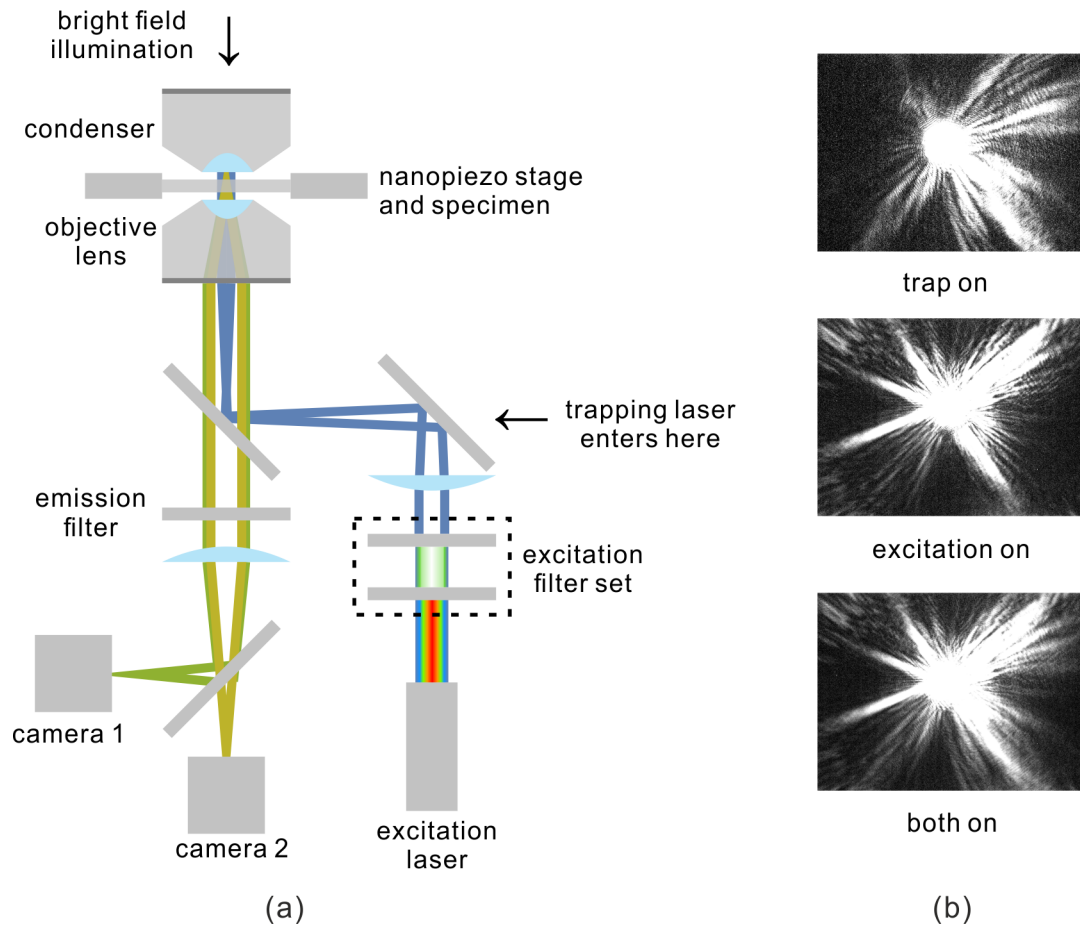 bright field
illumination
condenser
nanopiezo stage
and specimen
objective
lens
trapping laser
enters here
emission
filter
excitation
filter set
camera 1
camera 2
excitation
laser
(a)
trap on
excitation on
both on
(b)